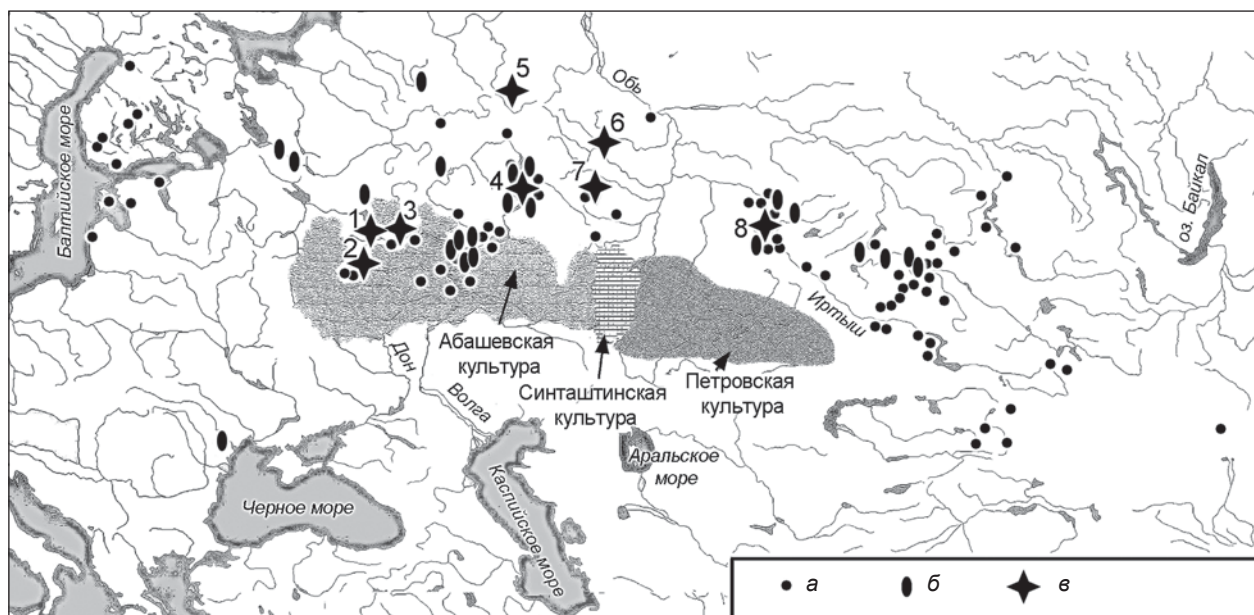 5
Обь
6
Балтийское море
7
4
оз. Байкал
1
3
8
2
Иртыш
Абашевская
культура
Дон
Петровская
культура
Синташтинская
культура
Волга
Аральское
море
Каспийское море
Черное море
а
б
в